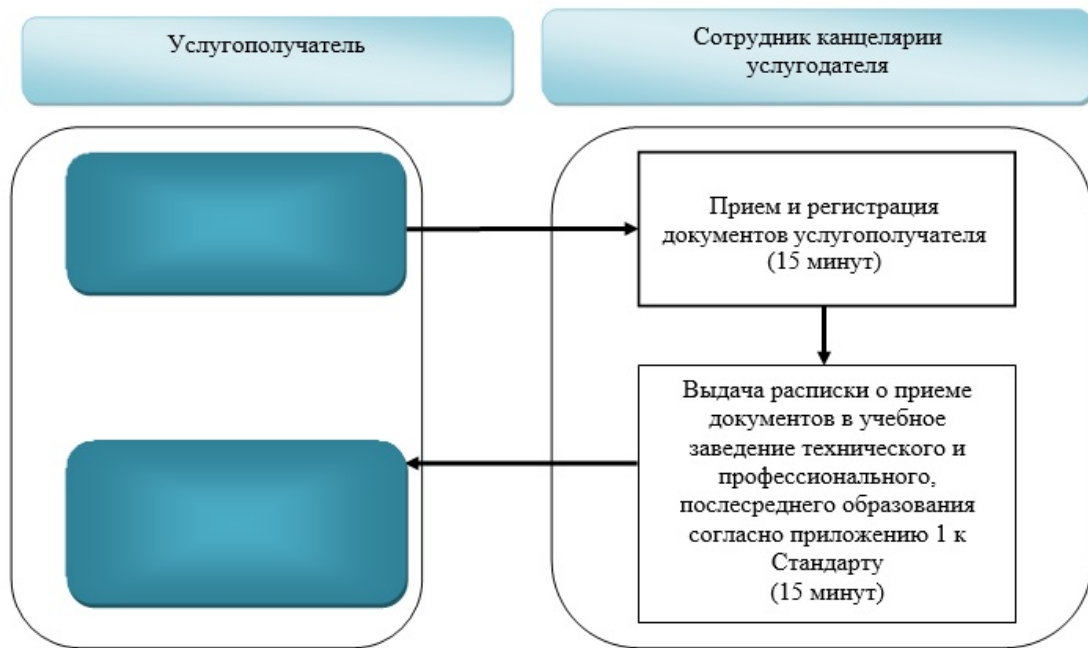 Услугополучатель
Сотрудник канцелярии
услугодателя
Прием и регистрация
документов услугополучателя
(15 минут)
Выдача расписки о приеме
документов в учебное
заведение технического и
профессионального,
послесреднего образования
согласно приложению 1 к
Стандарту
(15 минут)